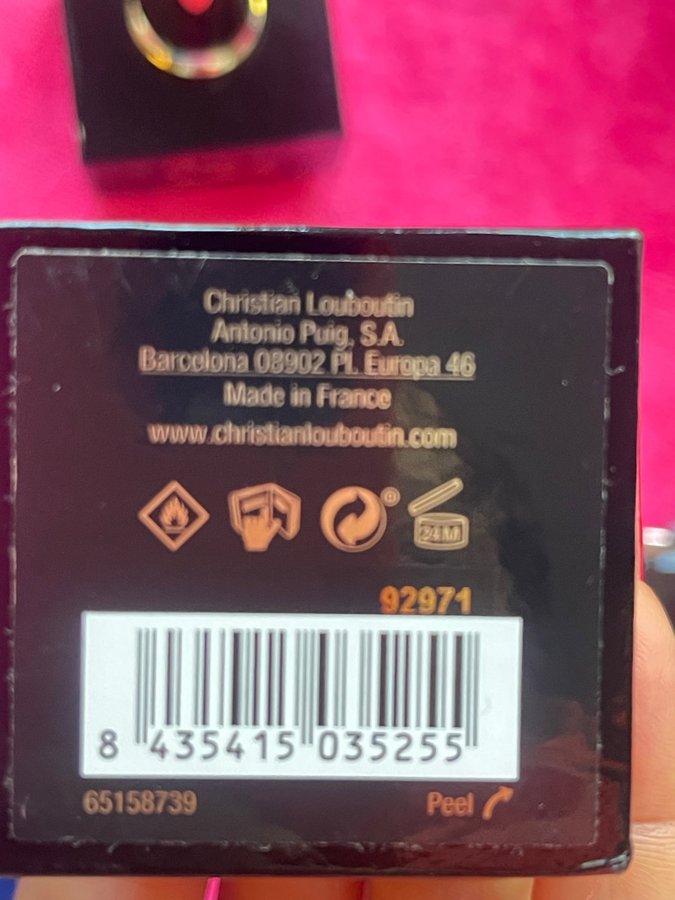 Christian Louboutin
Antonio Puig, S.A.
Barcelona 08902 Pl. Europa 46
Made in France
www.christianlouboutin.com
24M
92971
8 435415 035255
65158739 Peel